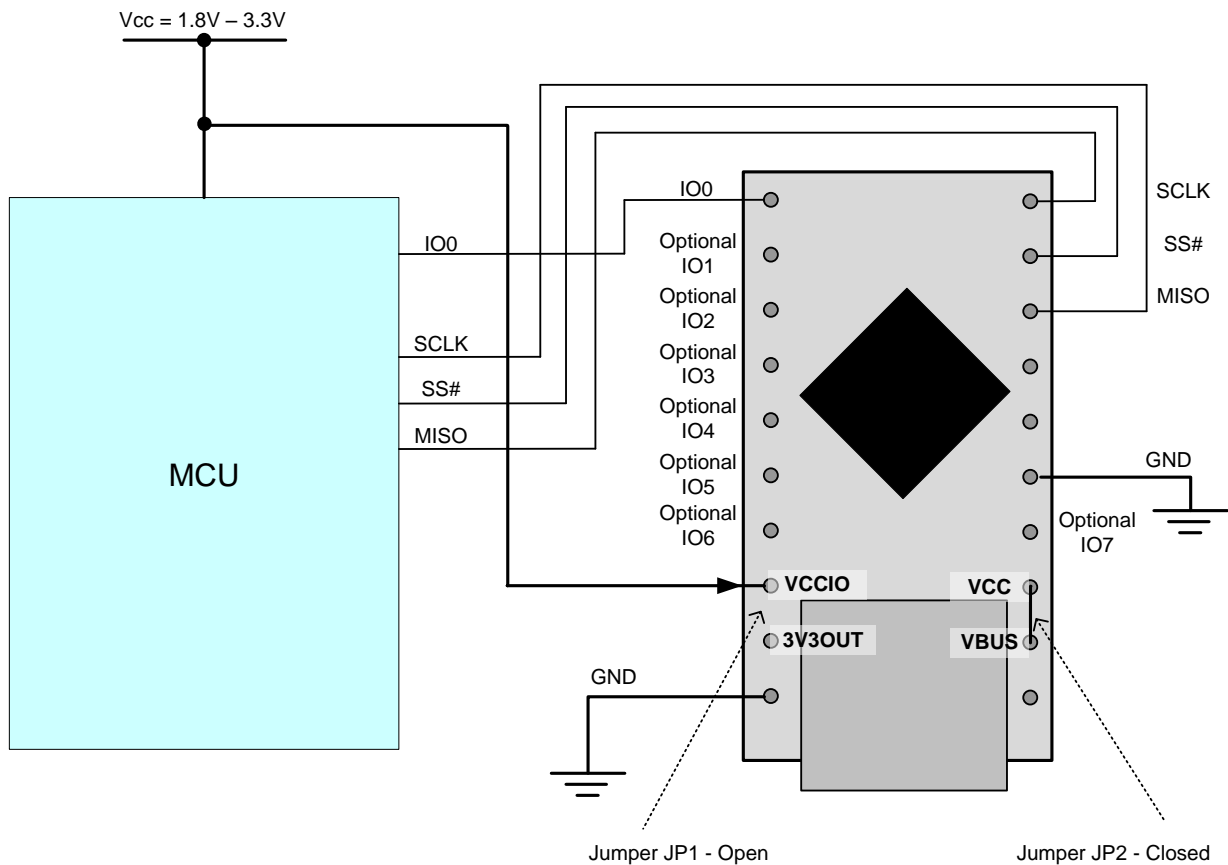 Vcc = 1.8V – 3.3V
IO0
SCLK
SS#
MISO
MCU
IO0
Optional
IO1
Optional
IO2
Optional
IO3
Optional
IO4
Optional
IO5
Optional
IO6
SCLK
SS#
MISO
GND
Optional
IO7
VCCIO
VCC
3V3OUT
VBUS
GND
Jumper JP1 - Open
Jumper JP2 - Closed